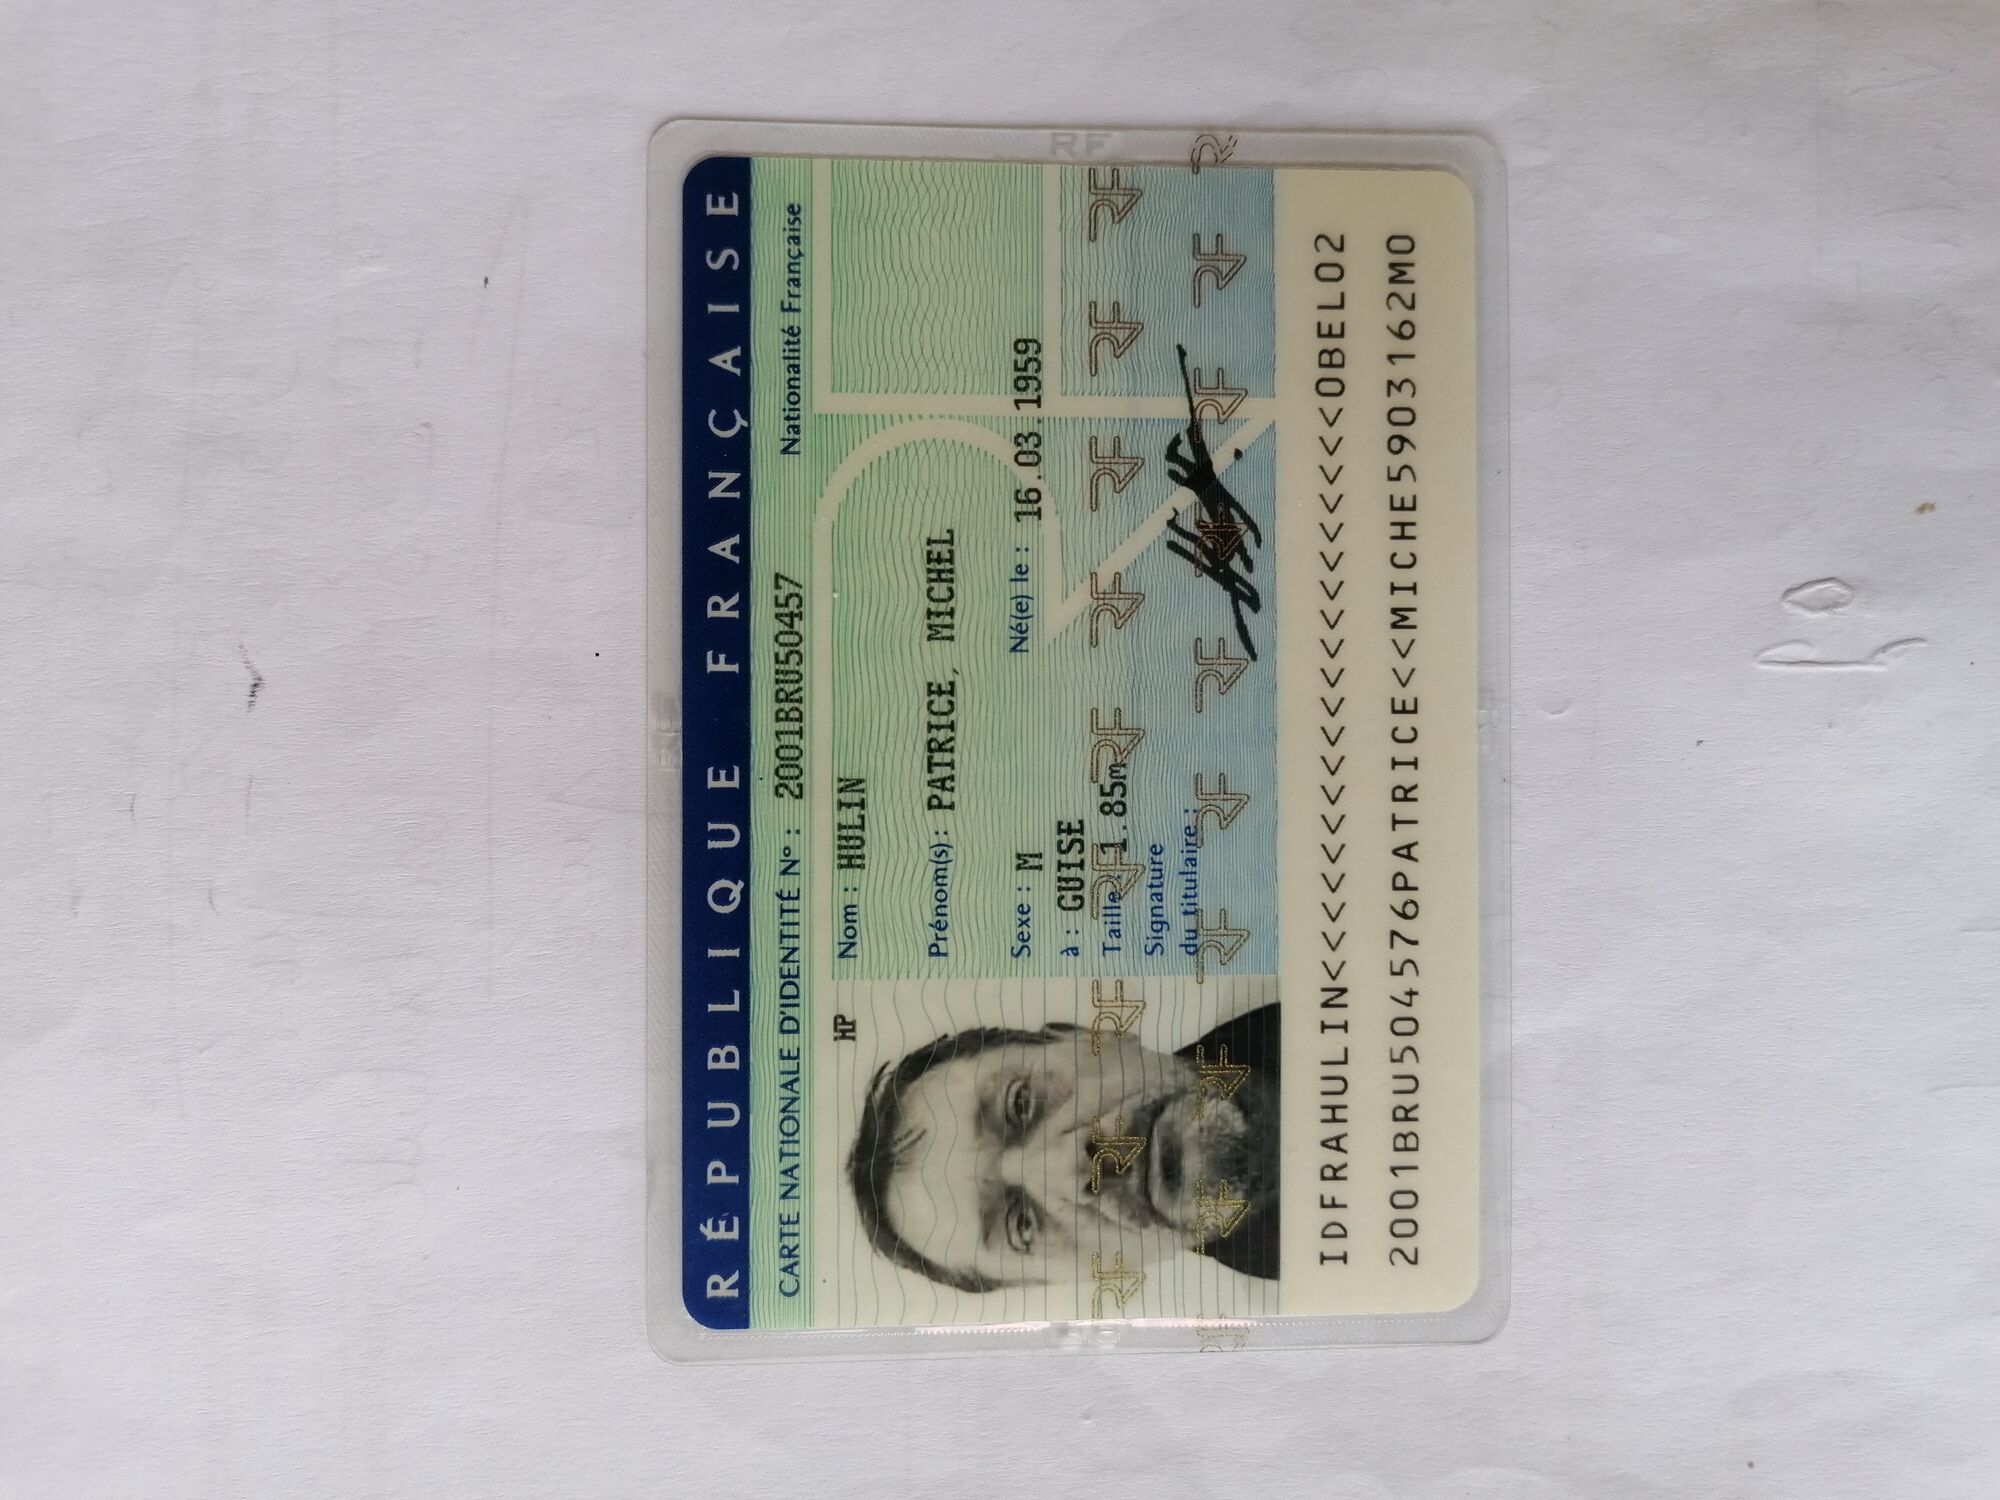 RÉPUBLIQUE FRANÇAISE
CARTE NATIONALE D'IDENTITÉ N° : 2001BRU50457 Nationalité Française
HP
Nom : HULIN
Prénom(s) : PATRICE, MICHEL
Sexe : M Né(e) le : 16.03.1959
à : GUISE
Taille : 1.85m
Signature
du titulaire :
IDFRAHULIN<<<<<<<<<<<<<<<<<<<<0BEL02
2001BRU504576PATRICE<<MICHE5903162M0